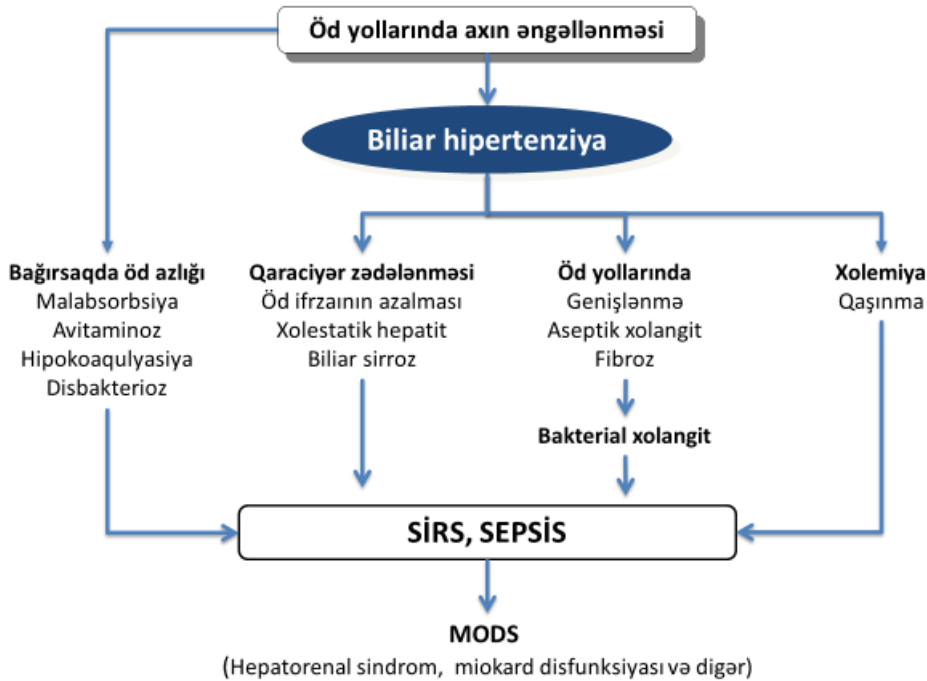 Öd yollarında axın əngəllənməsi
Biliar hipertenziya
Bağırsaqda öd azlığı
Malabsorbsiya
Avitaminoz
Hipokoaqulyasiya
Disbakterioz
Qaraciyər zədələnməsi
Öd ifrzaının azalması
Xolestatik hepatit
Biliar sirroz
Öd yollarında
Genişlənmə
Aseptik xolangit
Fibroz
Bakterial xolangit
Xolemiya
Qaşınma
SİRS, SEPSİS
MODS
(Hepatorenal sindrom, miokard disfunksiyası və digər)